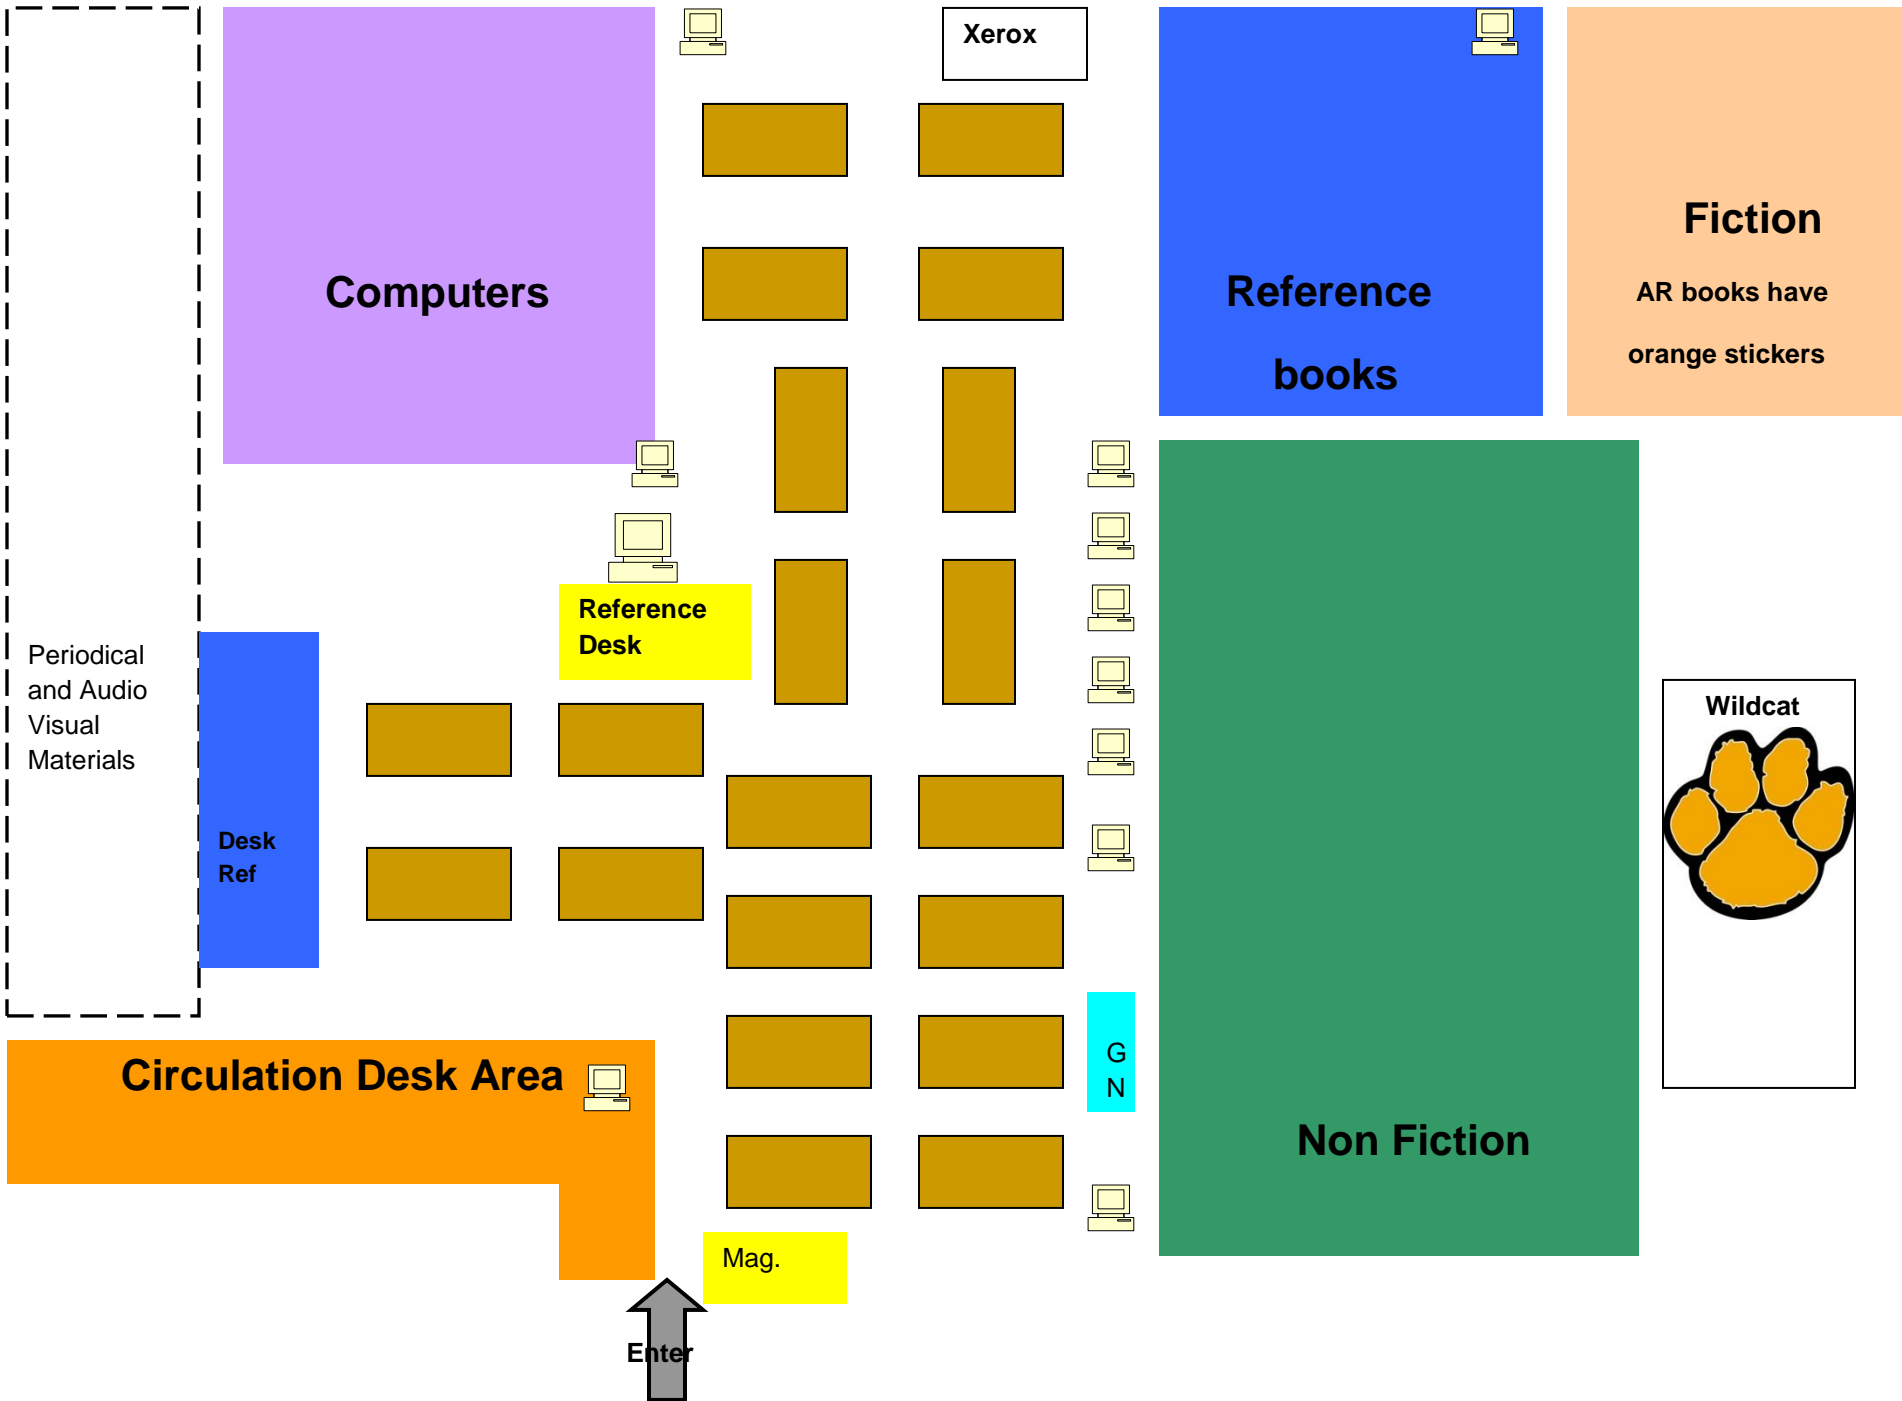 Xerox
Computers
Reference
books
Fiction
AR books have
orange stickers
Reference
Desk
Periodical
and Audio
Visual
Materials
Desk
Ref
Wildcat
Circulation Desk Area
G
N
Non Fiction
Mag.
Enter